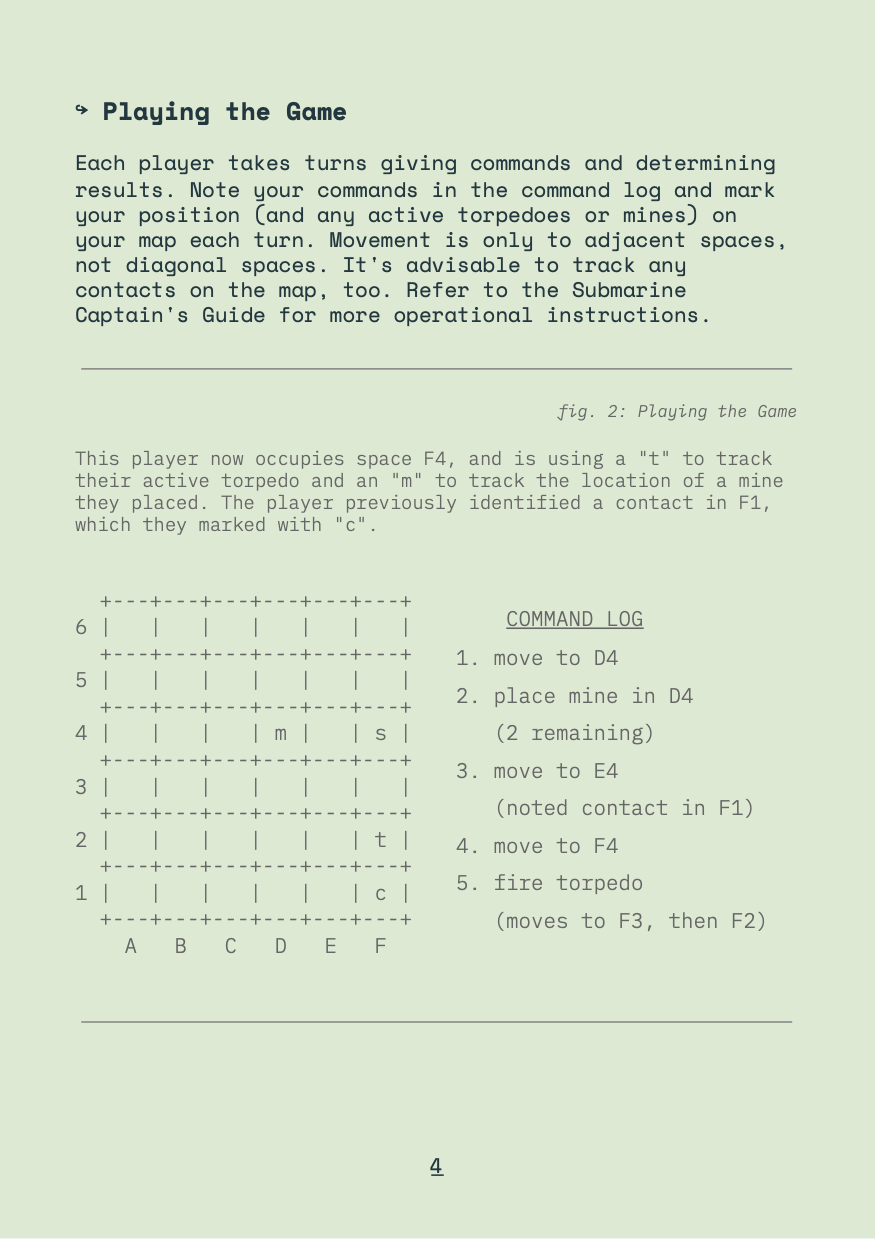 ↪ Playing the Game
Each player takes turns giving commands and determining
results. Note your commands in the command log and mark
your position (and any active torpedoes or mines) on
your map each turn. Movement is only to adjacent spaces,
not diagonal spaces. It's advisable to track any
contacts on the map, too. Refer to the Submarine
Captain's Guide for more operational instructions.
fig. 2: Playing the Game
This player now occupies space F4, and is using a "t" to track
their active torpedo and an "m" to track the location of a mine
they placed. The player previously identified a contact in F1,
which they marked with "c".
  +---+---+---+---+---+---+
6 |   |   |   |   |   |   |
  +---+---+---+---+---+---+
5 |   |   |   |   |   |   |
  +---+---+---+---+---+---+
4 |   |   |   | m |   | s |
  +---+---+---+---+---+---+
3 |   |   |   |   |   |   |
  +---+---+---+---+---+---+
2 |   |   |   |   |   | t |
  +---+---+---+---+---+---+
1 |   |   |   |   |   | c |
  +---+---+---+---+---+---+
    A   B   C   D   E   F
COMMAND LOG
1. move to D4
2. place mine in D4
(2 remaining)
3. move to E4
(noted contact in F1)
4. move to F4
5. fire torpedo
(moves to F3, then F2)
4